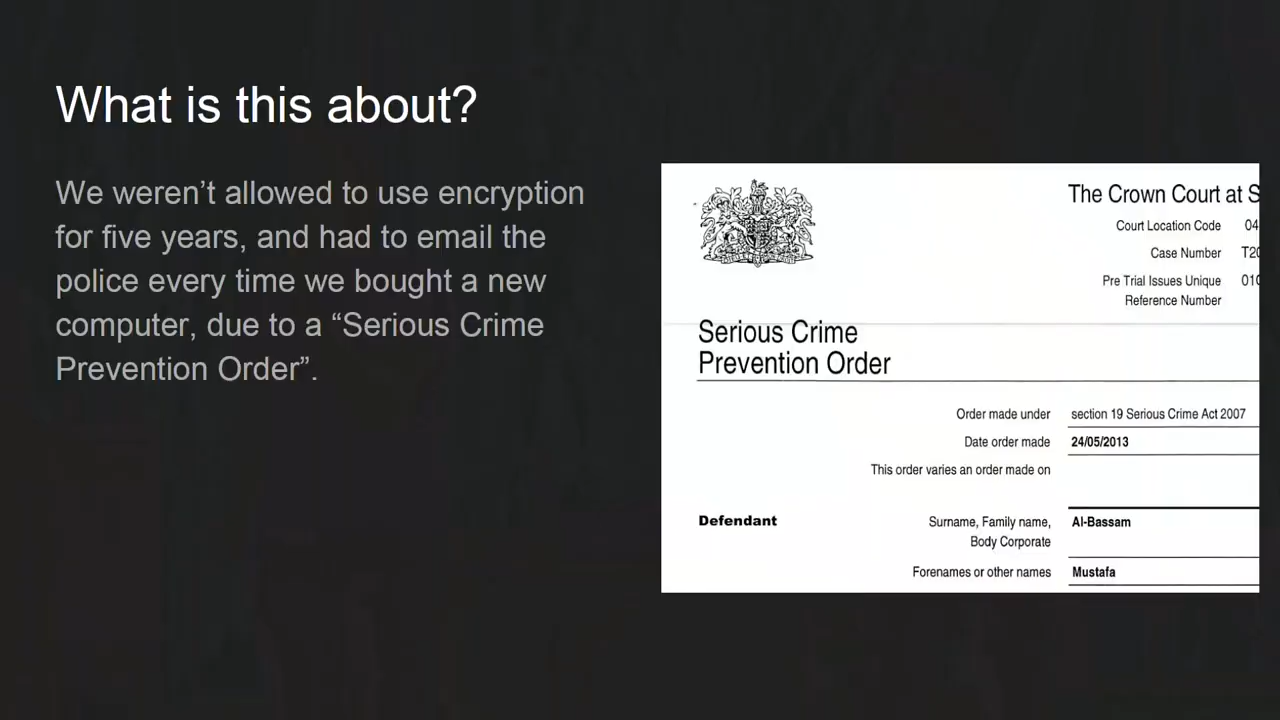 What is this about?
We weren’t allowed to use encryption
for five years, and had to email the
police every time we bought a new
computer, due to a “Serious Crime
Prevention Order”.
The Crown Court at S
Court Location Code 04
Case Number T20
Pre Trial Issues Unique 010
Reference Number
Serious Crime
Prevention Order
Order made under section 19 Serious Crime Act 2007
Date order made 24/05/2013
This order varies an order made on
Defendant Surname, Family name, Al-Bassam
Body Corporate
Forenames or other names Mustafa